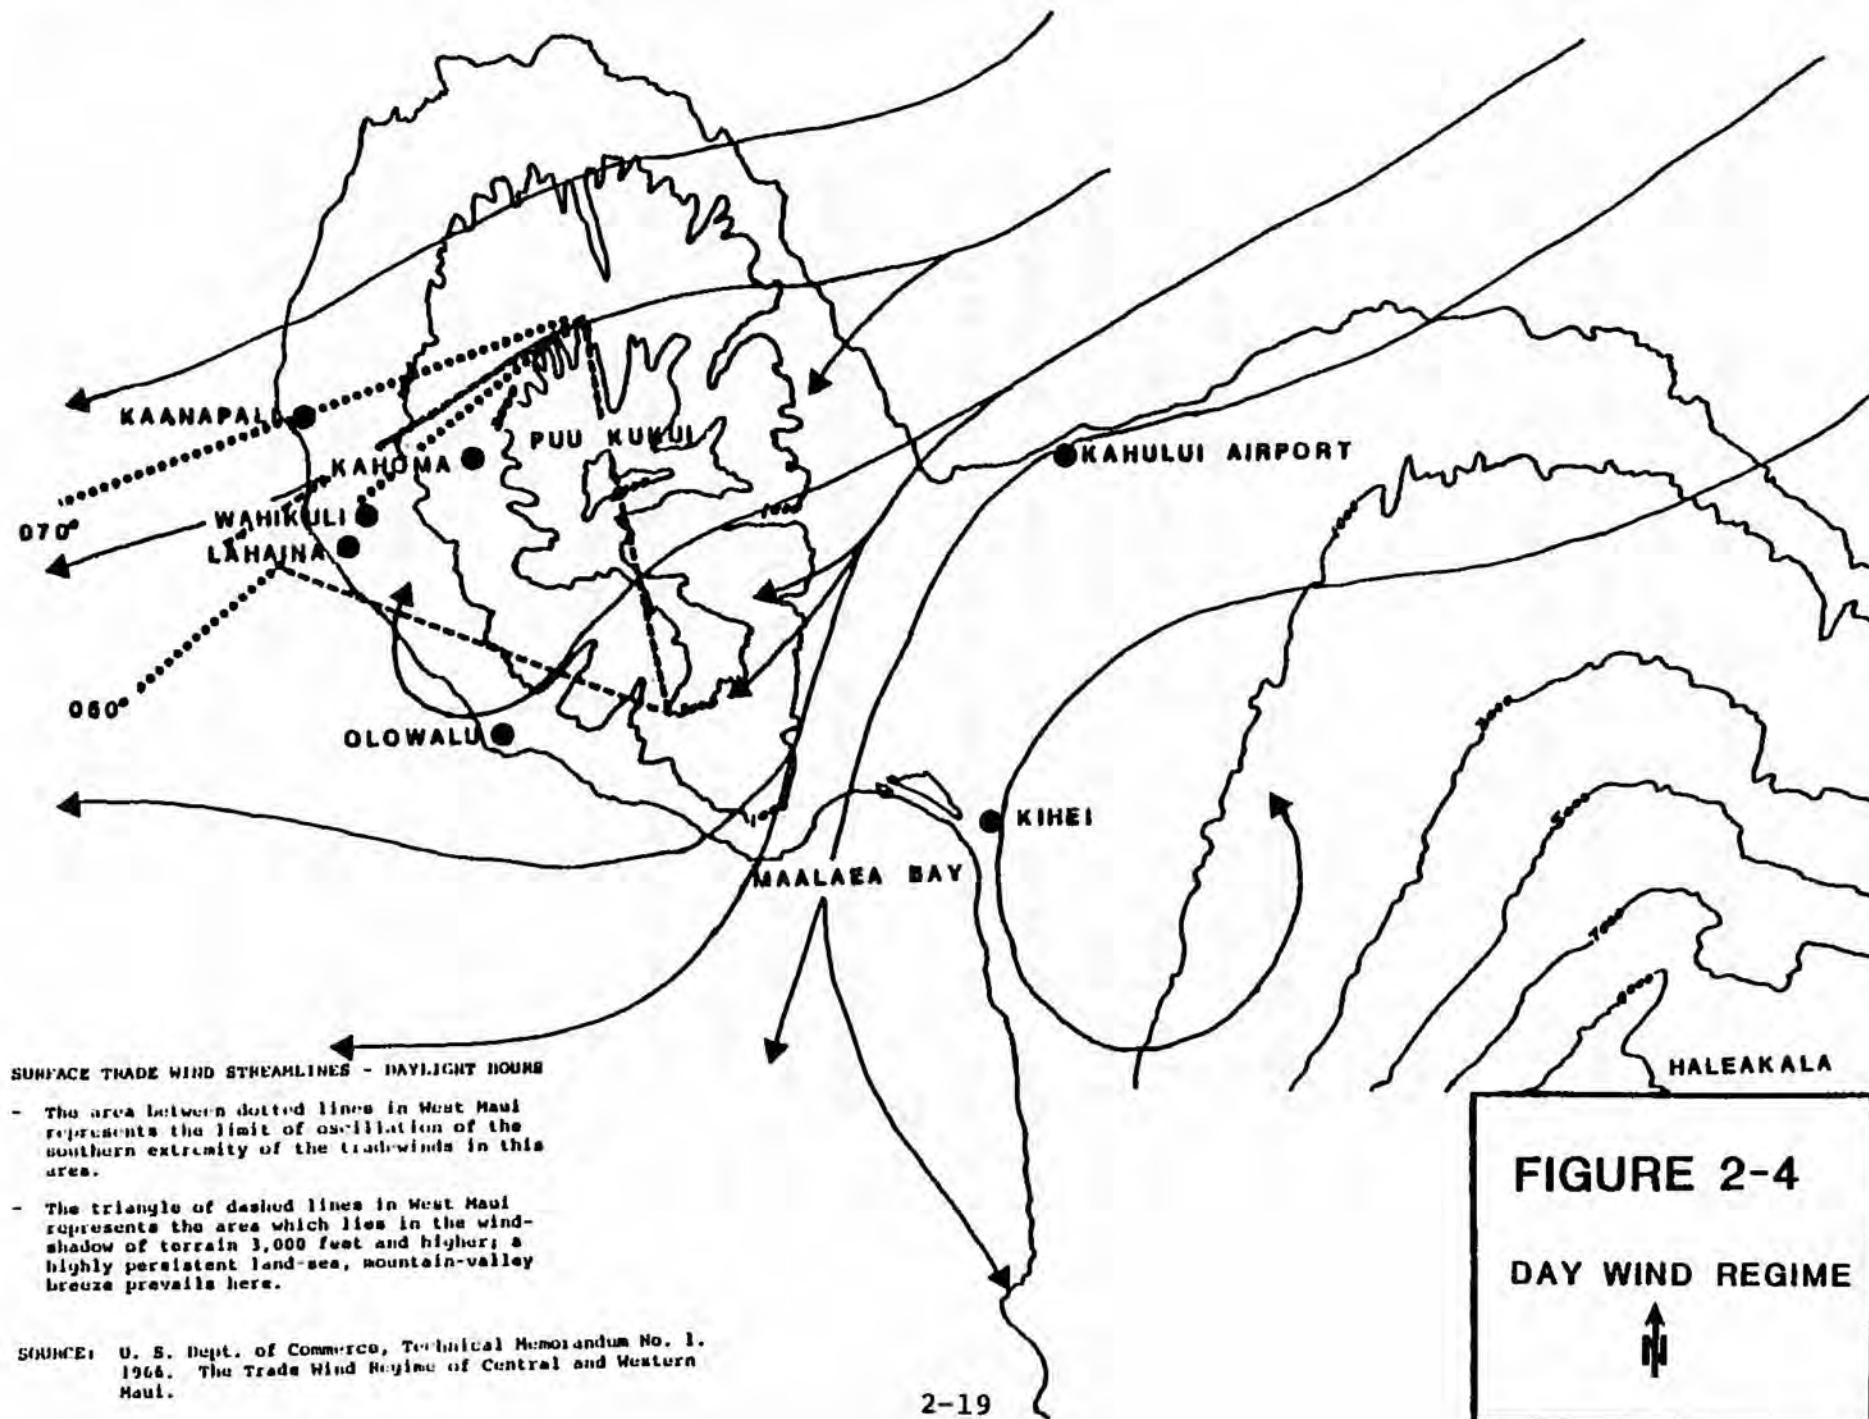 KAANAPALI
PUU KUKUI
KAHOMA
KAHULUI AIRPORT
070°
WAHIKULI
LAHAINA
060°
OLOWALU
KIHEI
MAALAEA BAY
HALEAKALA
SURFACE TRADE WIND STREAMLINES - DAYLIGHT HOURS
- The area between dotted lines in West Maui
represents the limit of oscillation of the
southern extremity of the tradewinds in this
area.
- The triangle of dashed lines in West Maui
represents the area which lies in the wind-
shadow of terrain 3,000 feet and higher; a
highly persistent land-sea, mountain-valley
breeze prevails here.
SOURCE: U. S. Dept. of Commerce, Technical Memorandum No. 1.
1966. The Trade Wind Regime of Central and Western
Maui.
2-19
FIGURE 2-4
DAY WIND REGIME
N